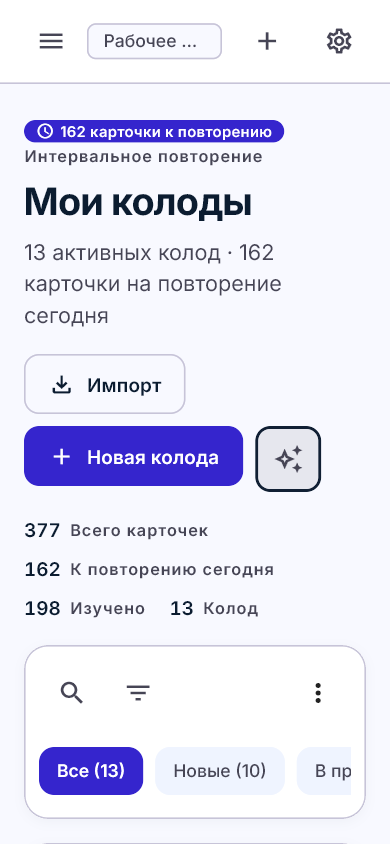 Рабочее ...
162 карточки к повторению
Интервальное повторение
Мои колоды
13 активных колод · 162
карточки на повторение
сегодня
Импорт
Новая колода
377 Всего карточек
162 К повторению сегодня
198 Изучено 13 Колод
Все (13) Новые (10) В пр